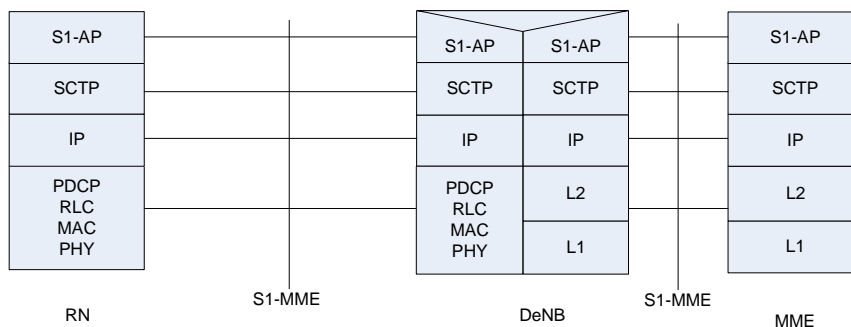 S1-AP
SCTP
IP
PDCP
RLC
MAC
PHY
RN
S1-MME
S1-AP S1-AP
SCTP SCTP
IP IP
PDCP
RLC
MAC
PHY
L2
L1
DeNB
S1-MME
S1-AP
SCTP
IP
L2
L1
MME